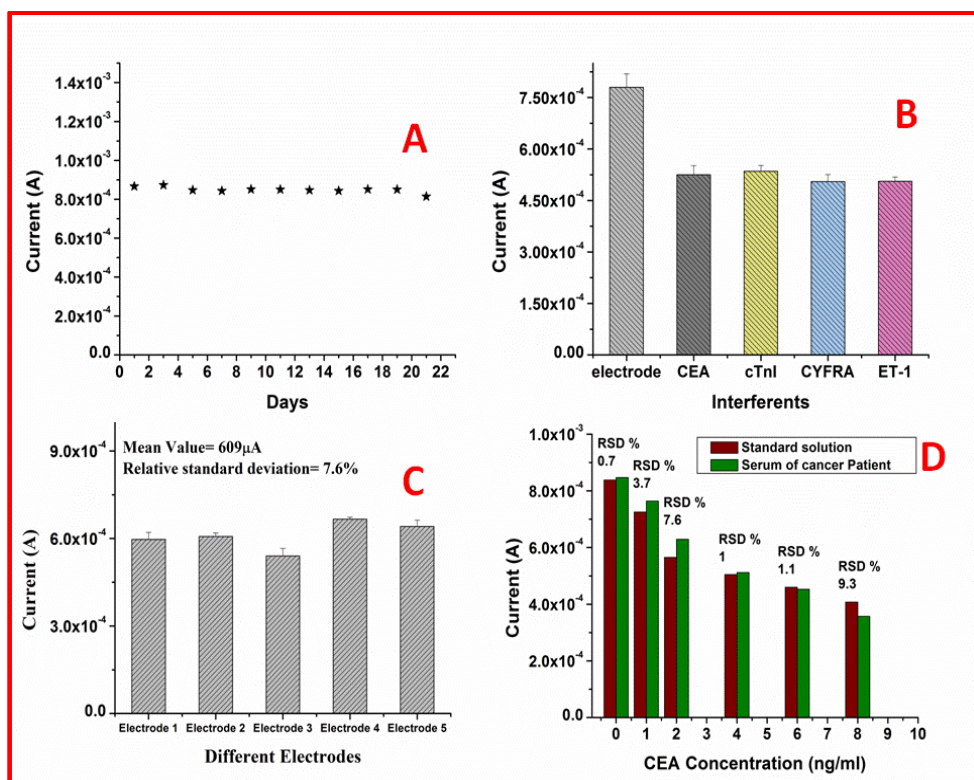 A
1.4x10⁻³
1.3x10⁻³
1.0x10⁻³
8.0x10⁻⁴
6.0x10⁻⁴
2.0x10⁻⁴
0.0
Current (A)
0 2 4 6 8 10 12 14 16 18 20 22
Days
B
7.50x10⁻⁴
6.00x10⁻⁴
4.50x10⁻⁴
3.00x10⁻⁴
1.50x10⁻⁴
0.00
Current (A)
electrode CEA cTnI CYFRA ET-1
Interferents
Mean Value= 609μA
Relative standard deviation= 7.6%
C
9.0x10⁻⁴
6.0x10⁻⁴
3.0x10⁻⁴
0.0
Current (A)
Electrode 1 Electrode 2 Electrode 3 Electrode 4 Electrode 5
Different Electrodes
D
Standard solution
Serum of cancer Patient
RSD %
0.7
RSD %
3.7
RSD %
7.6
RSD %
1
RSD %
1.1
RSD %
9.3
1.0x10⁻³
8.0x10⁻⁴
6.0x10⁻⁴
4.0x10⁻⁴
2.0x10⁻⁴
0.0
Current (A)
0 1 2 3 4 5 6 7 8 9 10
CEA Concentration (ng/ml)